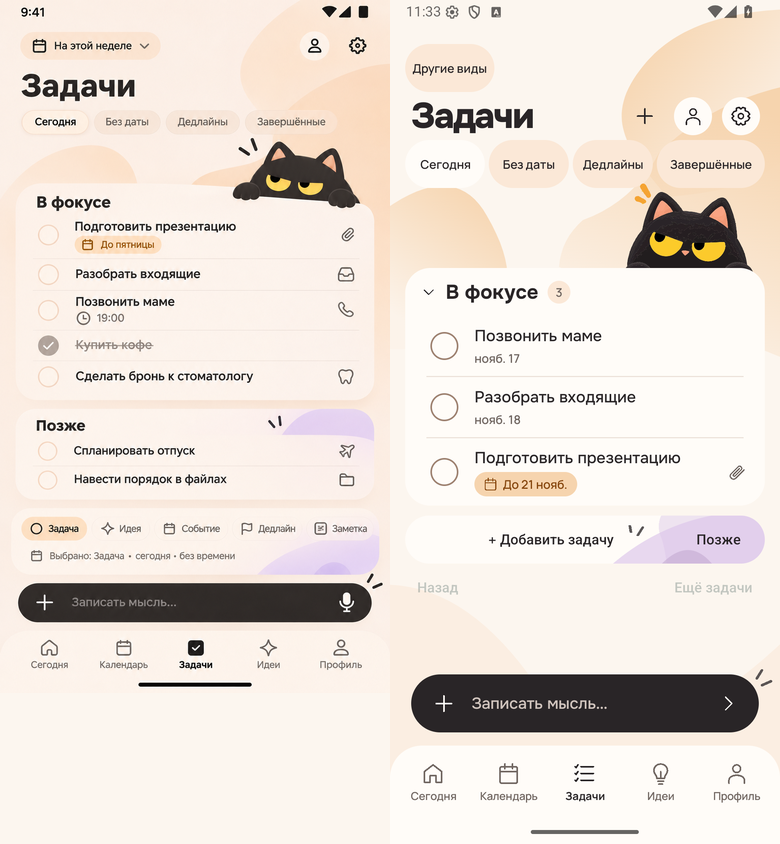 9:41
На этой неделе
Задачи
Сегодня
Без даты
Дедлайны
Завершённые
В фокусе
Подготовить презентацию
До пятницы
Разобрать входящие
Позвонить маме
19:00
Купить кофе
Сделать бронь к стоматологу
Позже
Спланировать отпуск
Навести порядок в файлах
Задача
Идея
Событие
Дедлайн
Заметка
Выбрано: Задача • сегодня • без времени
Записать мысль...
Сегодня
Календарь
Задачи
Идеи
Профиль
11:33
A
Другие виды
Задачи
Сегодня
Без даты
Дедлайны
Завершённые
В фокусе 3
Позвонить маме
нояб. 17
Разобрать входящие
нояб. 18
Подготовить презентацию
До 21 нояб.
+ Добавить задачу
Позже
Назад
Ещё задачи
Записать мысль...
Сегодня
Календарь
Задачи
Идеи
Профиль